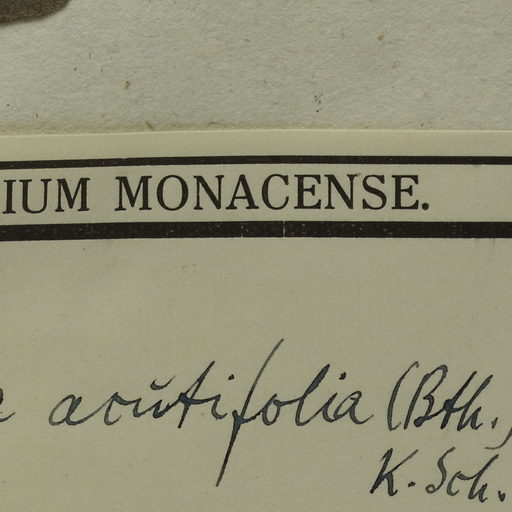 IUM MONACENSE.
acutifolia (Bth.)
K. Sch.